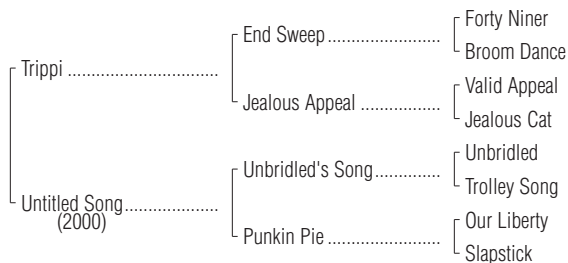 Forty Niner
End Sweep ........................
Broom Dance
Trippi ................................
Valid Appeal
Jealous Appeal .................
Jealous Cat
Unbridled
Unbridled's Song..............
Trolley Song
Untitled Song....................
(2000)
Our Liberty
Punkin Pie ........................
Slapstick